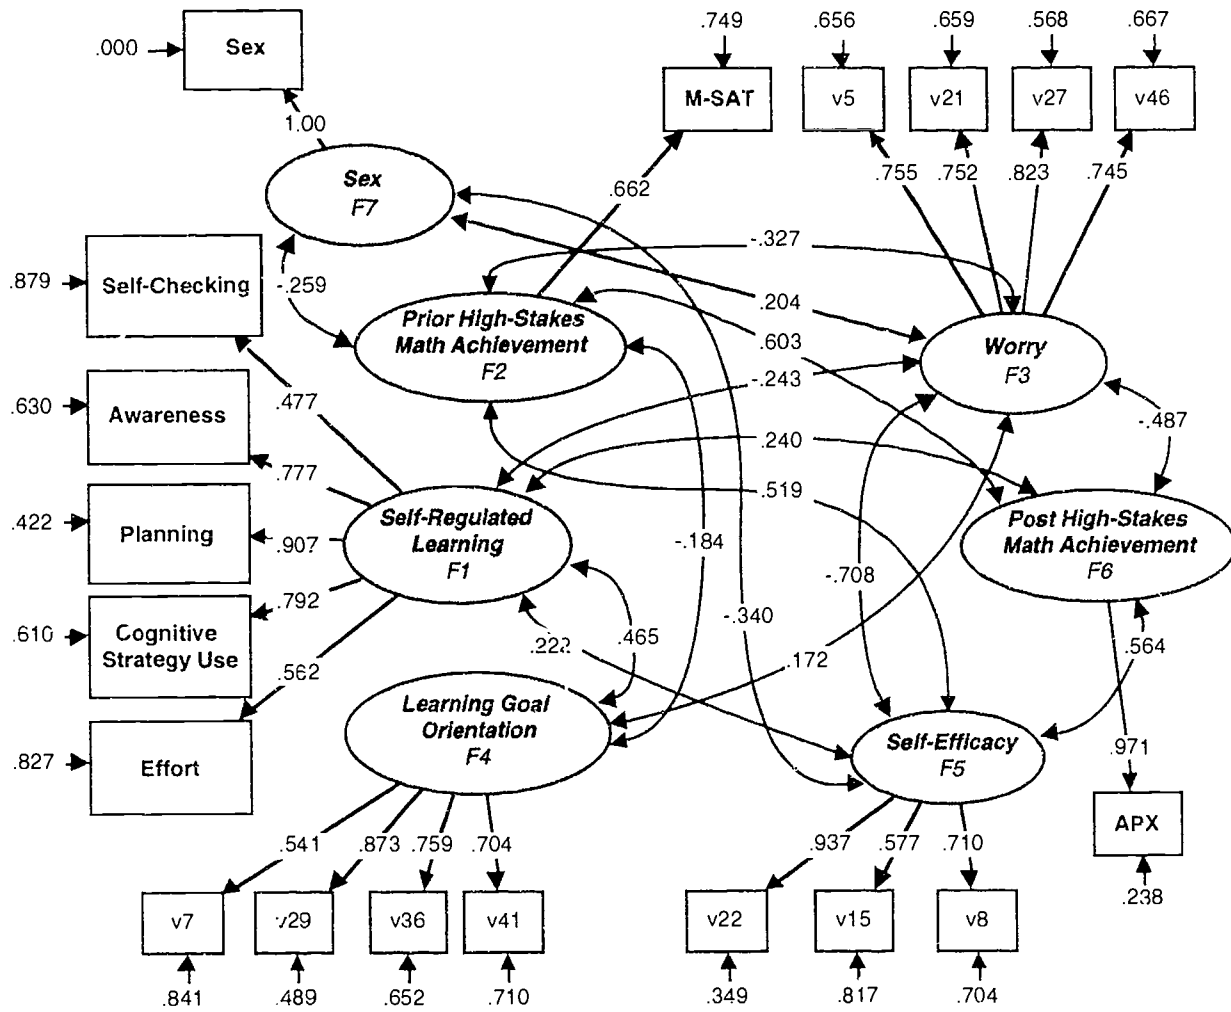 .749
.656
.659
.568
.667
.000
Sex
M-SAT
v5
v21
v27
v46
1.00
Sex
F7
.662
.755
.752
.823
.745
-.327
.879
Self-Checking
-.259
.204
Prior High-Stakes
Math Achievement
F2
.603
Worry
F3
-.243
.477
.630
Awareness
-.487
.240
.777
.519
.422
Planning
.907
Self-Regulated
Learning
F1
-.184
Post High-Stakes
Math Achievement
F6
-.708
.792
.610
Cognitive
Strategy Use
-.340
.465
.564
.172
.562
Learning Goal
Orientation
F4
Self-Efficacy
F5
.827
Effort
.971
APX
.541
.873
.759
.704
.937
.577
.710
.238
v7
v29
v36
v41
v22
v15
v8
.841
.489
.652
.710
.349
.817
.704